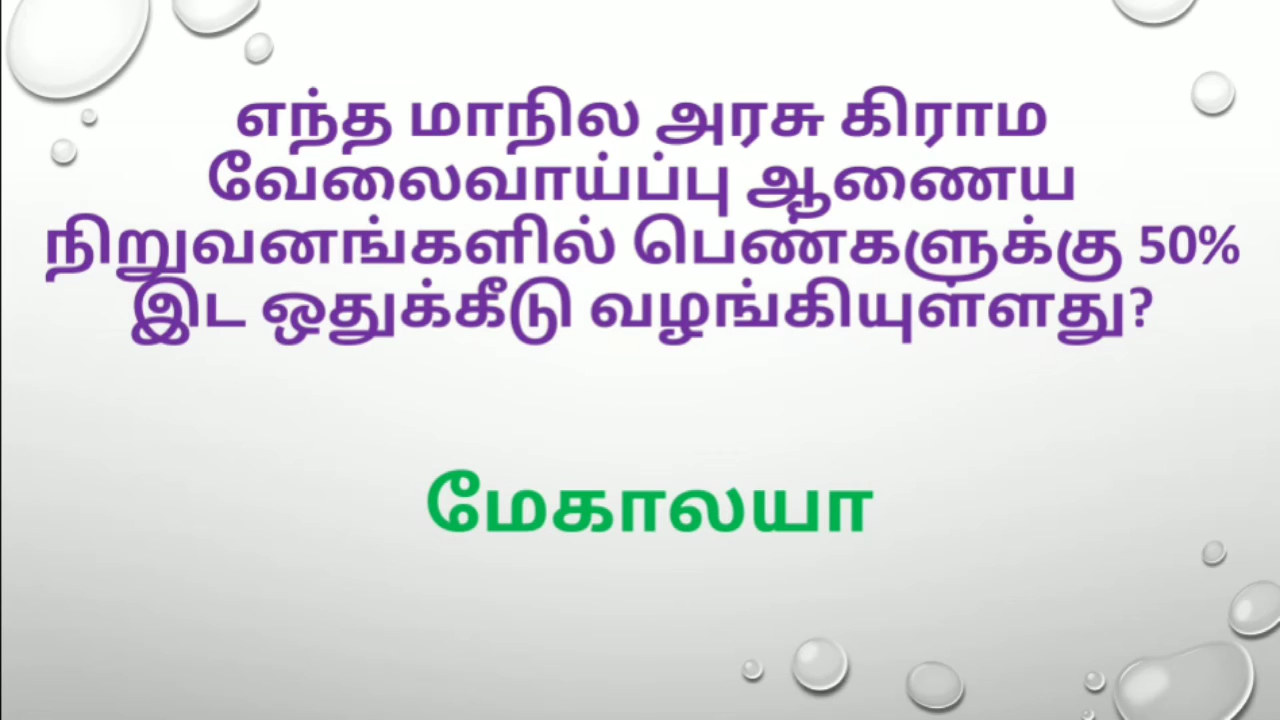 எந்த மாநில அரசு கிராம
வேலைவாய்ப்பு ஆணைய
நிறுவனங்களில் பெண்களுக்கு 50%
இட ஒதுக்கீடு வழங்கியுள்ளது?
மேகாலயா